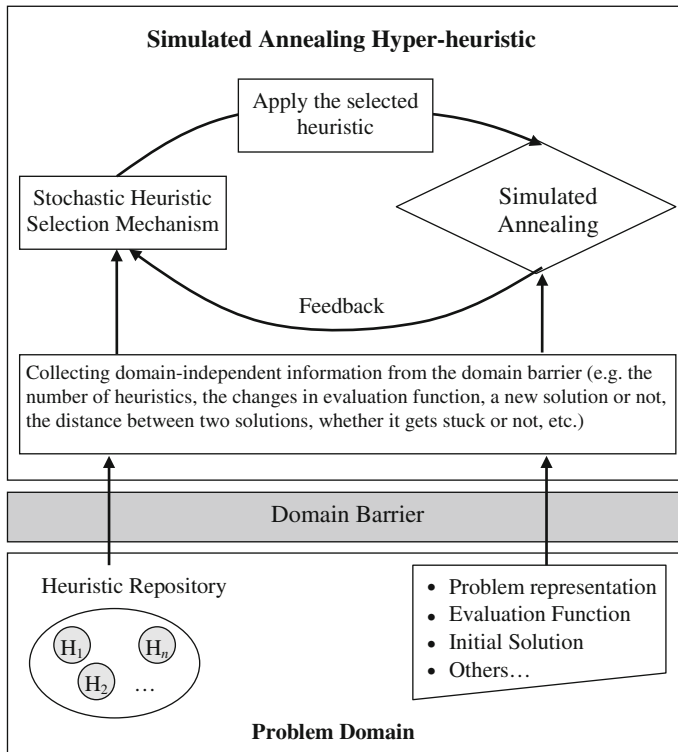 Simulated Annealing Hyper-heuristic
Apply the selected
heuristic
Stochastic Heuristic
Selection Mechanism
Simulated
Annealing
Feedback
Collecting domain-independent information from the domain barrier (e.g. the
number of heuristics, the changes in evaluation function, a new solution or not,
the distance between two solutions, whether it gets stuck or not, etc.)
Domain Barrier
Heuristic Repository
H1
Hn
H2 …
• Problem representation
• Evaluation Function
• Initial Solution
• Others…
Problem Domain